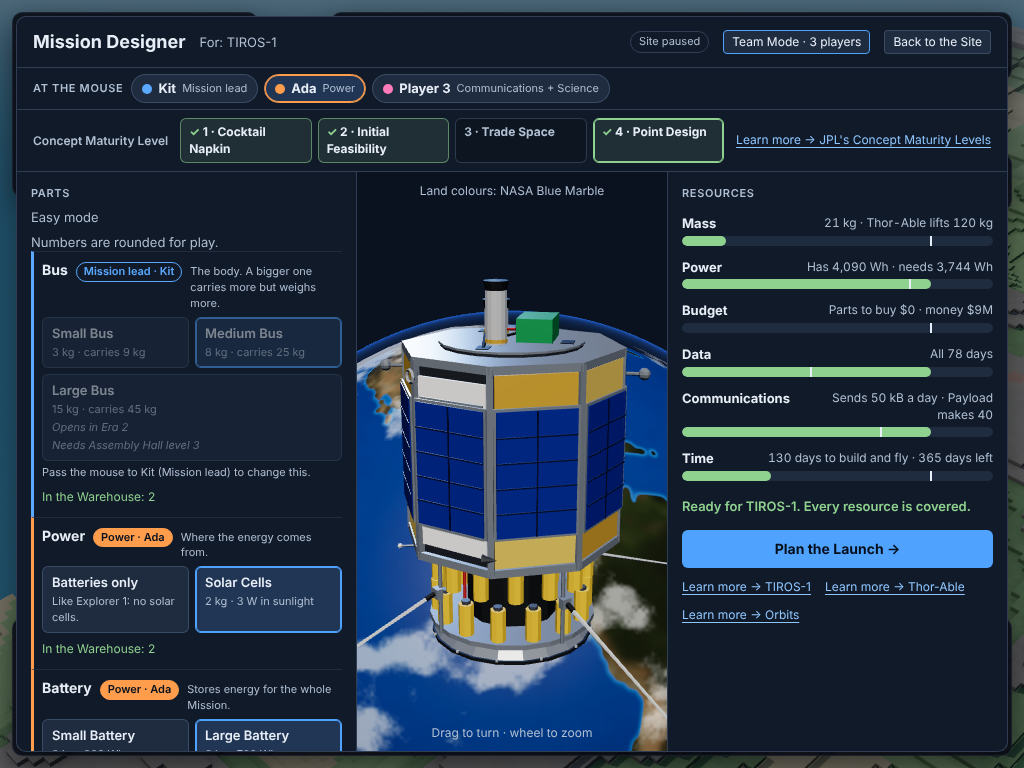 Mission Designer
For: TIROS-1
Site paused
Team Mode · 3 players
Back to the Site
AT THE MOUSE
Kit Mission lead
Ada Power
Player 3 Communications + Science
Concept Maturity Level
✓ 1 · Cocktail
Napkin
✓ 2 · Initial
Feasibility
3 · Trade Space
✓ 4 · Point Design
Learn more → JPL's Concept Maturity Levels
PARTS
Easy mode
Numbers are rounded for play.
Bus
Mission lead · Kit
The body. A bigger one
carries more but weighs
more.
Small Bus
3 kg · carries 9 kg
Medium Bus
8 kg · carries 25 kg
Large Bus
15 kg · carries 45 kg
Opens in Era 2
Needs Assembly Hall level 3
Pass the mouse to Kit (Mission lead) to change this.
In the Warehouse: 2
Power
Power · Ada
Where the energy comes
from.
Batteries only
Like Explorer 1: no solar
cells.
Solar Cells
2 kg · 3 W in sunlight
In the Warehouse: 2
Battery
Power · Ada
Stores energy for the whole
Mission.
Small Battery
Large Battery
Land colours: NASA Blue Marble
Drag to turn · wheel to zoom
RESOURCES
Mass
21 kg · Thor-Able lifts 120 kg
Power
Has 4,090 Wh · needs 3,744 Wh
Budget
Parts to buy $0 · money $9M
Data
All 78 days
Communications
Sends 50 kB a day · Payload
makes 40
Time
130 days to build and fly · 365 days left
Ready for TIROS-1. Every resource is covered.
Plan the Launch →
Learn more → TIROS-1
Learn more → Thor-Able
Learn more → Orbits